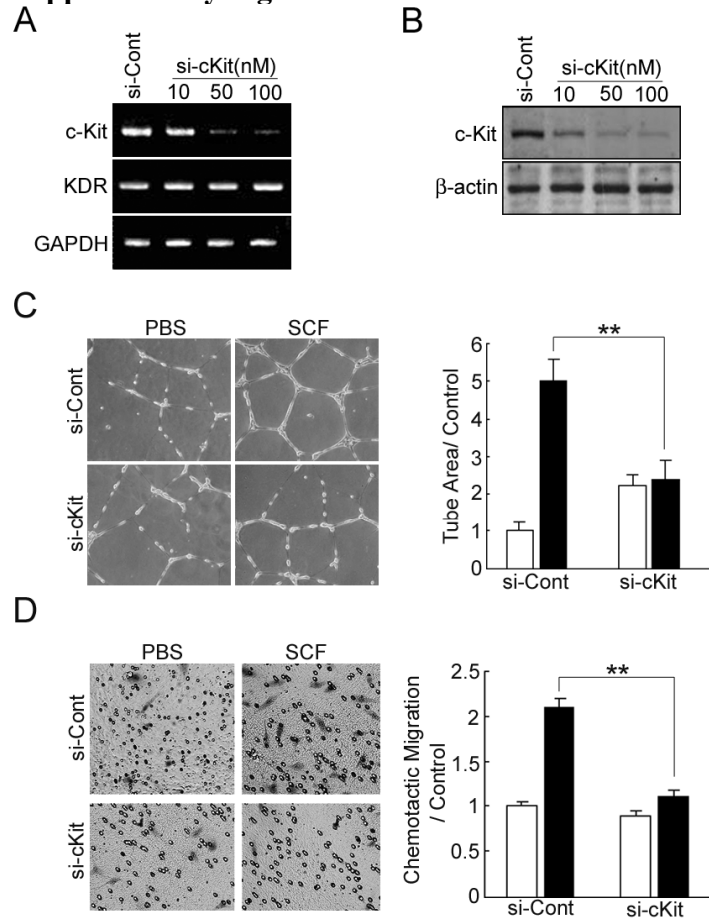 A
si-Cont
si-cKit(nM)
10 50 100
c-Kit
KDR
GAPDH
B
si-Cont
si-cKit(nM)
10 50 100
c-Kit
β-actin
C
PBS SCF
si-Cont
si-cKit
Tube Area/ Control
6
5
4
3
2
1
0
**
si-Cont si-cKit
D
PBS SCF
si-Cont
si-cKit
Chemotactic Migration
/ Control
2.5
2
1.5
1
0.5
0
**
si-Cont si-cKit